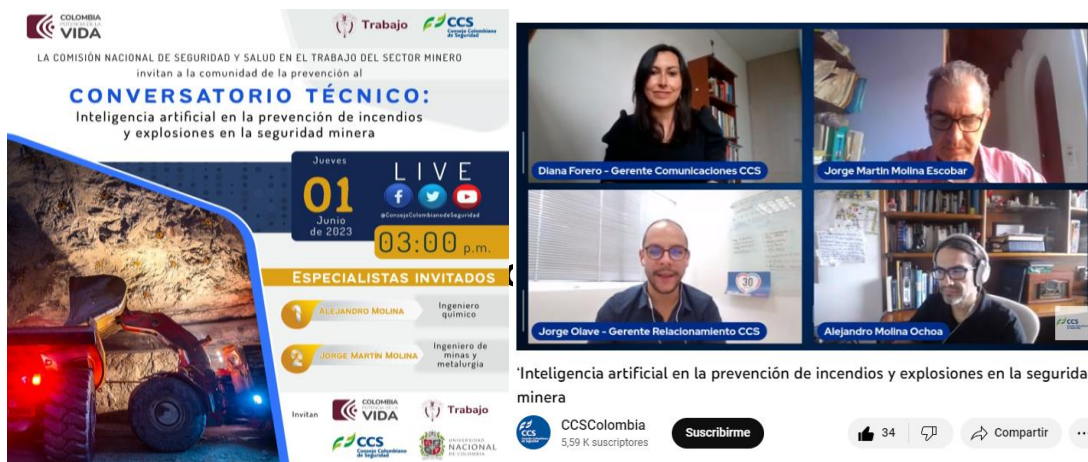 COLOMBIA
POTENCIA DE LA
VIDA
Trabajo
CCS
Consejo Colombiano
de Seguridad
LA COMISIÓN NACIONAL DE SEGURIDAD Y SALUD EN EL TRABAJO DEL SECTOR MINERO
invitan a la comunidad de la prevención al
CONVERSATORIO TÉCNICO:
Inteligencia artificial en la prevención de incendios
y explosiones en la seguridad minera
Jueves
01
Junio
de 2023
LIVE
@ConsejoColombianodeSeguridad
03:00 p.m.
ESPECIALISTAS INVITADOS
1
ALEJANDRO MOLINA
Ingeniero
químico
2
JORGE MARTÍN MOLINA
Ingeniero de
minas y
metalurgia
Invitan
COLOMBIA
POTENCIA DE LA
VIDA
Trabajo
CCS
Consejo Colombiano
de Seguridad
UNIVERSIDAD
NACIONAL
DE COLOMBIA
Diana Forero - Gerente Comunicaciones CCS
Jorge Martin Molina Escobar
30
Jorge Olave - Gerente Relacionamiento CCS
Alejandro Molina Ochoa
CCS
'Inteligencia artificial en la prevención de incendios y explosiones en la segurida
minera
CCS
CCSColombia
5,59 K suscriptores
Suscribirme
34
Compartir